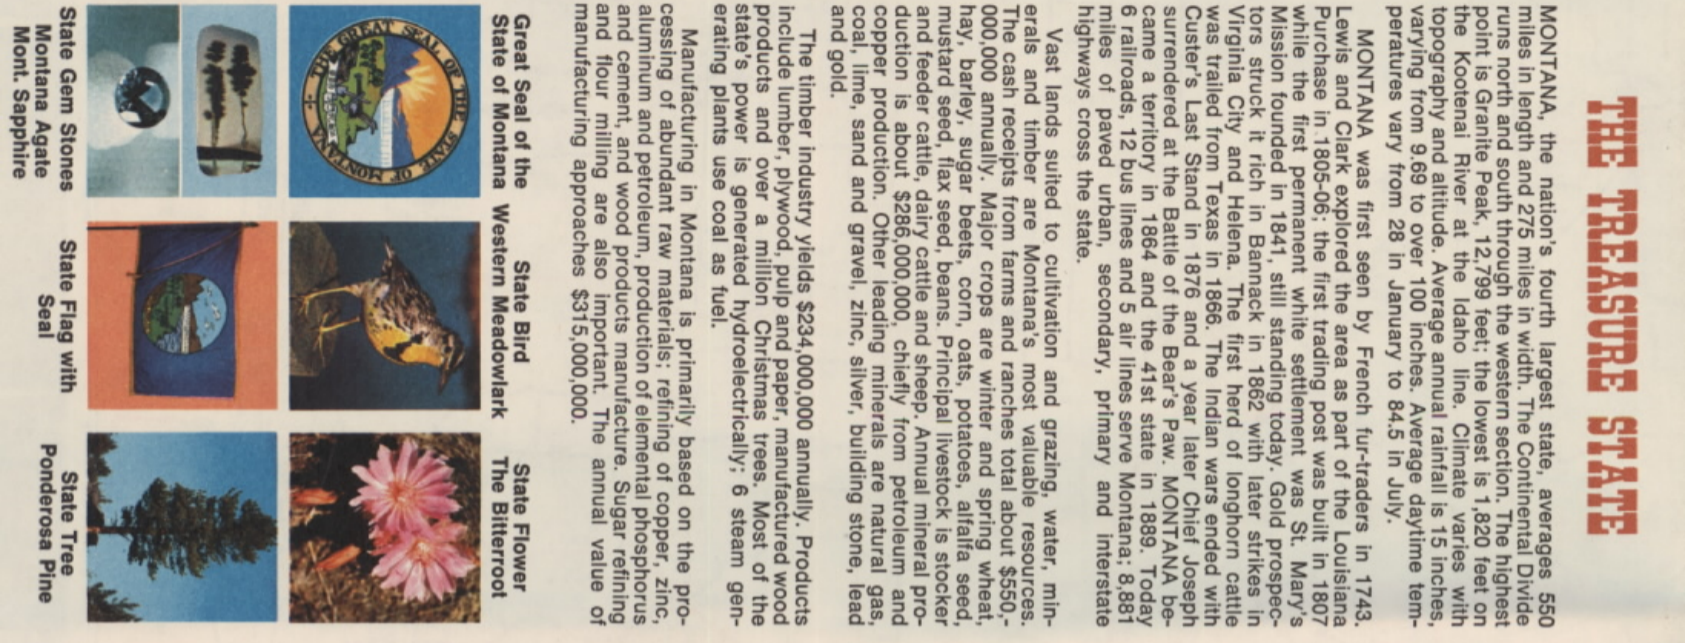 THE TREASURE STATE
MONTANA, the nation's fourth largest state, averages 550
miles in length and 275 miles in width. The Continental Divide
runs north and south through the western section. The highest
point is Granite Peak, 12,799 feet; the lowest is 1,820 feet on
the Kootenai River at the Idaho line. Climate varies with
topography and altitude. Average annual rainfall is 15 inches,
varying from 9.69 to over 100 inches. Average daytime tem-
peratures vary from 28 in January to 84.5 in July.
MONTANA was first seen by French fur-traders in 1743.
Lewis and Clark explored the area as part of the Louisiana
Purchase in 1805-06; the first trading post was built in 1807
while the first permanent white settlement was St. Mary's
Mission founded in 1841, still standing today. Gold prospec-
tors struck it rich in Bannack in 1862 with later strikes in
Virginia City and Helena. The first herd of longhorn cattle
was trailed from Texas in 1866. The Indian wars ended with
Custer's Last Stand in 1876 and a year later Chief Joseph
surrendered at the Battle of the Bear's Paw. MONTANA be-
came a territory in 1864 and the 41st state in 1889. Today
6 railroads, 12 bus lines and 5 air lines serve Montana; 8,881
miles of paved urban, secondary, primary and interstate
highways cross the state.
Vast lands suited to cultivation and grazing, water, min-
erals and timber are Montana's most valuable resources.
The cash receipts from farms and ranches total about $550,-
000,000 annually. Major crops are winter and spring wheat,
hay, barley, sugar beets, corn, oats, potatoes, alfalfa seed,
mustard seed, flax seed, beans. Principal livestock is stocker
and feeder cattle, dairy cattle and sheep. Annual mineral pro-
duction is about $286,000,000, chiefly from petroleum and
copper production. Other leading minerals are natural gas,
coal, lime, sand and gravel, zinc, silver, building stone, lead
and gold.
The timber industry yields $234,000,000 annually. Products
include lumber, plywood, pulp and paper, manufactured wood
products and over a million Christmas trees. Most of the
state's power is generated hydroelectrically; 6 steam gen-
erating plants use coal as fuel.
Manufacturing in Montana is primarily based on the pro-
cessing of abundant raw materials; refining of copper, zinc,
aluminum and petroleum, production of elemental phosphorus
and cement, and wood products manufacture. Sugar refining
and flour milling are also important. The annual value of
manufacturing approaches $315,000,000.
Great Seal of the
State of Montana
State Bird
Western Meadowlark
State Flower
The Bitterroot
THE GREAT SEAL OF THE STATE OF MONTANA
State Gem Stones
Montana Agate
Mont. Sapphire
State Flag with
Seal
State Tree
Ponderosa Pine